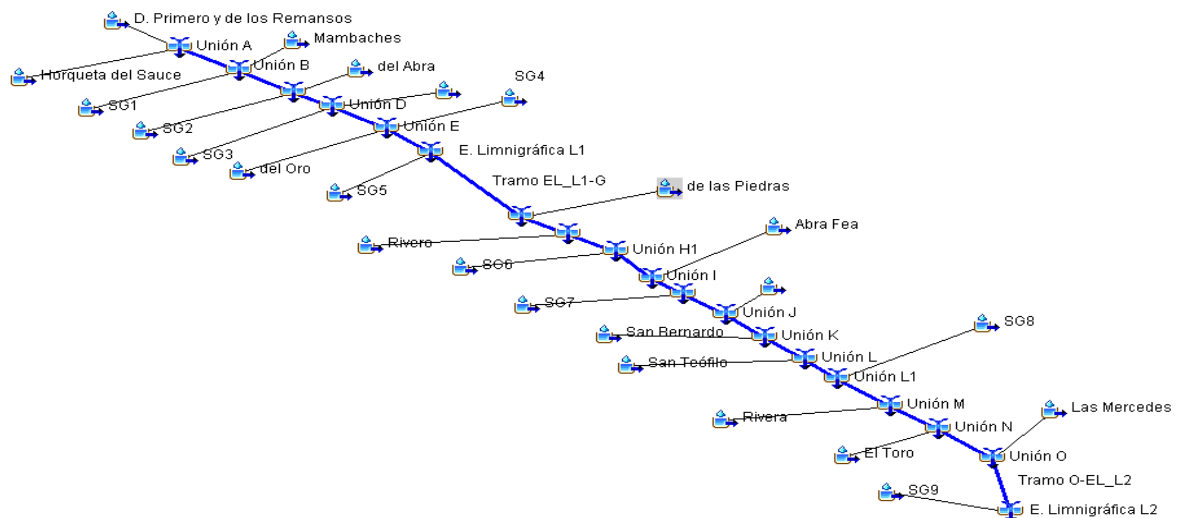 D. Primero y de los Remansos
Unión A
Mambaches
Horqueta del Sauce
Unión B
del Abra
SG4
SG1
Unión D
SG2
Unión E
SG3
E. Limnigráfica L1
del Oro
Tramo EL_L1-G
SG5
de las Piedras
Abra Fea
Rivero
Unión H1
SG6
Unión I
SG7
Unión J
SG8
San Bernardo
Unión K
San Teófilo
Unión L
Unión L1
Unión M
Las Mercedes
Rivera
Unión N
El Toro
Unión O
Tramo O-EL_L2
SG9
E. Limnigráfica L2